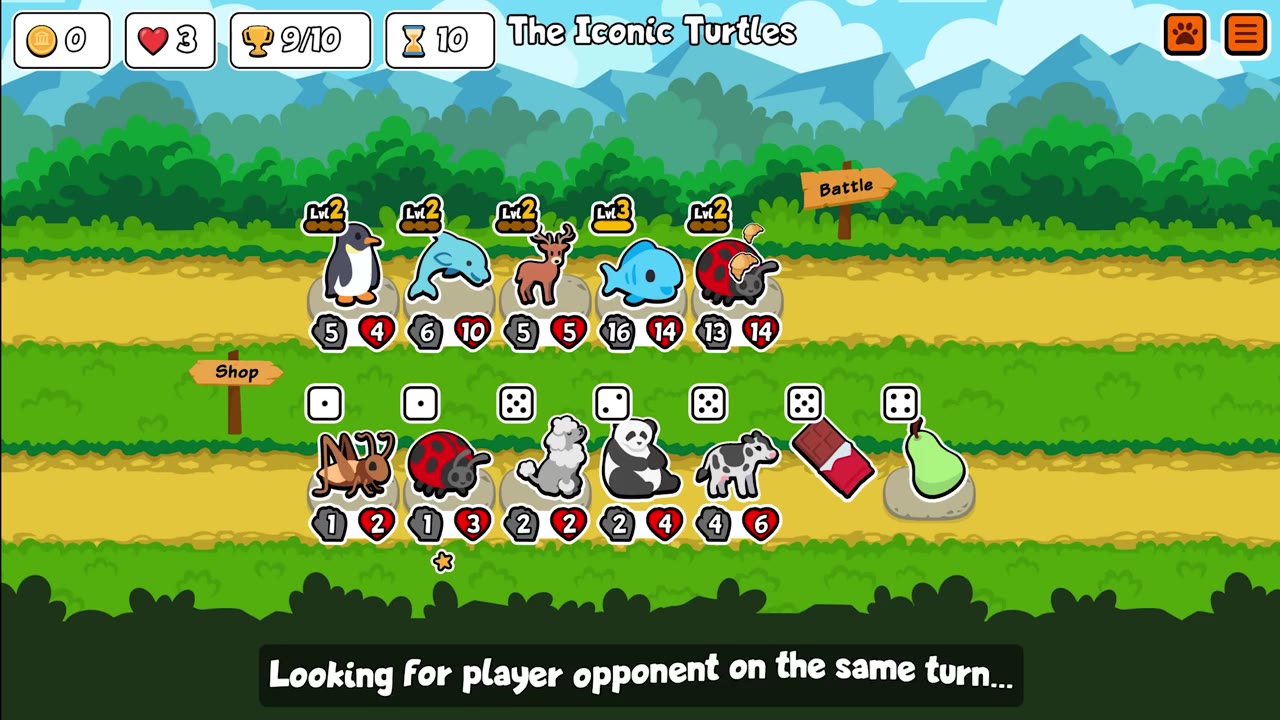 0
3
9/10
10
The Iconic Turtles
Battle
Lvl2
Lvl2
Lvl2
Lvl3
Lvl2
5 4
6 10
5 5
16 14
13 14
Shop
1 2
1 3
2 2
2 4
4 6
Looking for player opponent on the same turn...